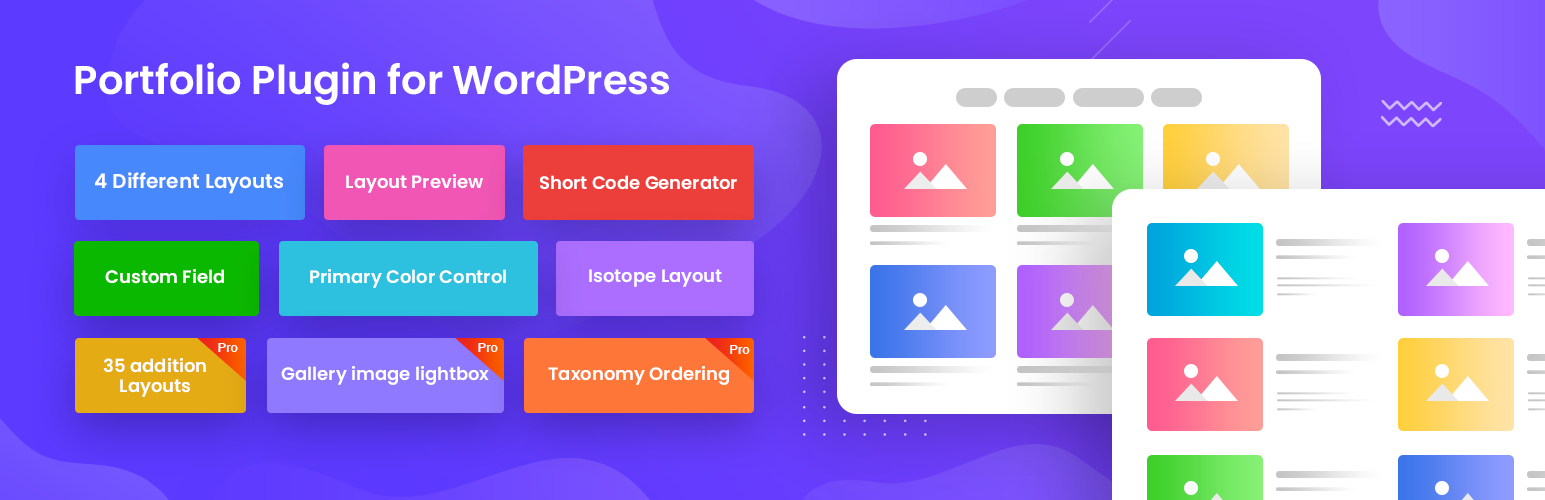 Portfolio Plugin for WordPress
4 Different Layouts
Layout Preview
Short Code Generator
Custom Field
Primary Color Control
Isotope Layout
35 addition
Layouts
Pro
Gallery image lightbox
Pro
Taxonomy Ordering
Pro